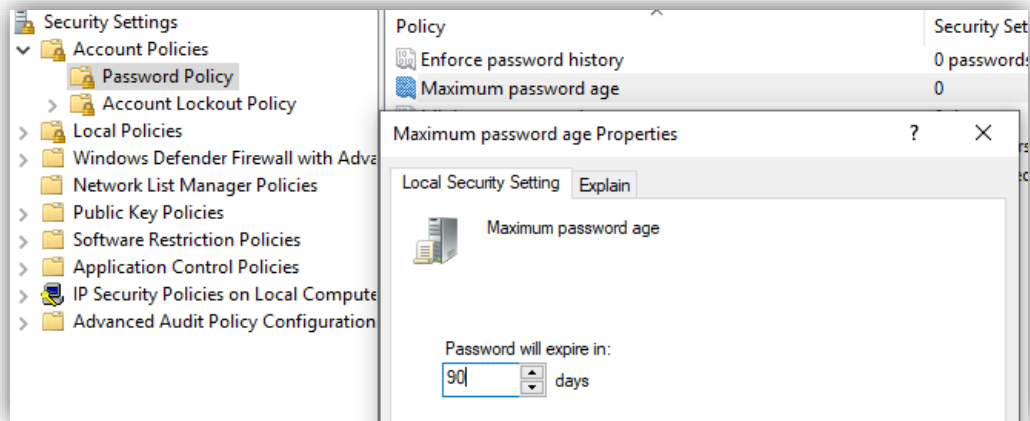 Security Settings
Account Policies
Password Policy
Account Lockout Policy
Local Policies
Windows Defender Firewall with Adva
Network List Manager Policies
Public Key Policies
Software Restriction Policies
Application Control Policies
IP Security Policies on Local Compute
Advanced Audit Policy Configuration
Policy Security Set
Enforce password history 0 passwords
Maximum password age 0
Maximum password age Properties ?
Local Security Setting Explain
Maximum password age
Password will expire in:
90 days